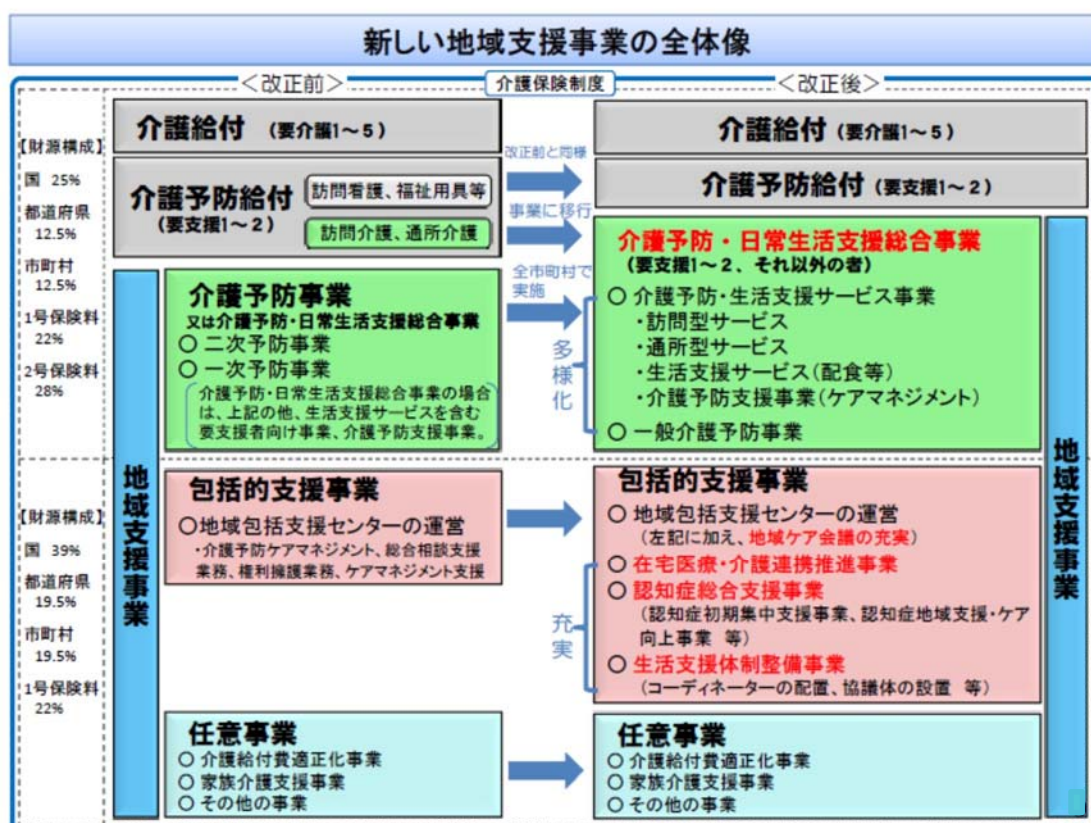 新しい地域支援事業の全体像
＜改正前＞
介護保険制度
＜改正後＞
【財源構成】
国 25%
都道府県
12.5%
市町村
12.5%
1号保険料
22%
2号保険料
28%
【財源構成】
国 39%
都道府県
19.5%
市町村
19.5%
1号保険料
22%
介護給付 （要介護1～5）
介護予防給付
（要支援1～2）
訪問看護、福祉用具等
訪問介護、通所介護
地域支援事業
介護予防事業
又は介護予防・日常生活支援総合事業
○ 二次予防事業
○ 一次予防事業
介護予防・日常生活支援総合事業の場合
は、上記の他、生活支援サービスを含む
要支援者向け事業、介護予防支援事業。
包括的支援事業
○地域包括支援センターの運営
・介護予防ケアマネジメント、総合相談支援
業務、権利擁護業務、ケアマネジメント支援
任意事業
○ 介護給付費適正化事業
○ 家族介護支援事業
○ その他の事業
改正前と同様
事業に移行
全市町村で
実施
多様化
充実
介護給付 （要介護1～5）
介護予防給付 （要支援1～2）
介護予防・日常生活支援総合事業
（要支援1～2、それ以外の者）
○ 介護予防・生活支援サービス事業
・訪問型サービス
・通所型サービス
・生活支援サービス（配食等）
・介護予防支援事業（ケアマネジメント）
○ 一般介護予防事業
包括的支援事業
○ 地域包括支援センターの運営
（左記に加え、地域ケア会議の充実）
○ 在宅医療・介護連携推進事業
○ 認知症総合支援事業
（認知症初期集中支援事業、認知症地域支援・ケア
向上事業 等）
○ 生活支援体制整備事業
（コーディネーターの配置、協議体の設置 等）
任意事業
○ 介護給付費適正化事業
○ 家族介護支援事業
○ その他の事業
地域支援事業